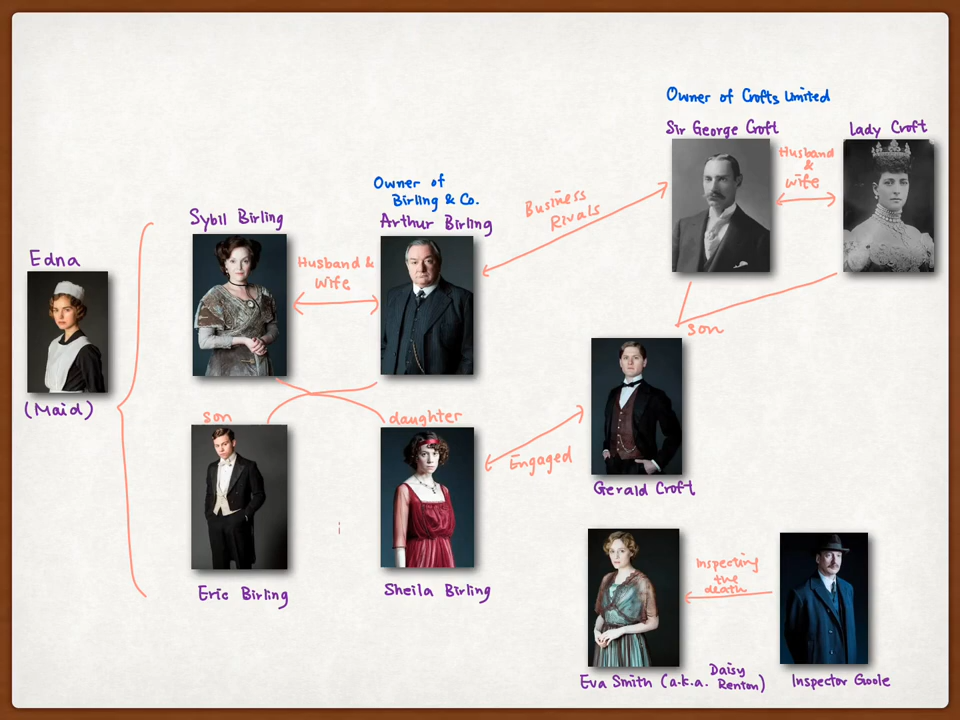 Owner of Crofts Limited
Sir George Croft
Lady Croft
Husband
&
Wife
Owner of
Birling & Co.
Arthur Birling
Sybil Birling
Business
Rivals
Edna
Husband &
Wife
(Maid)
son
son
daughter
Engaged
Gerald Croft
Eric Birling
Sheila Birling
Inspecting
the
death
Eva Smith (a.k.a. Daisy
Renton)
Inspector Goole